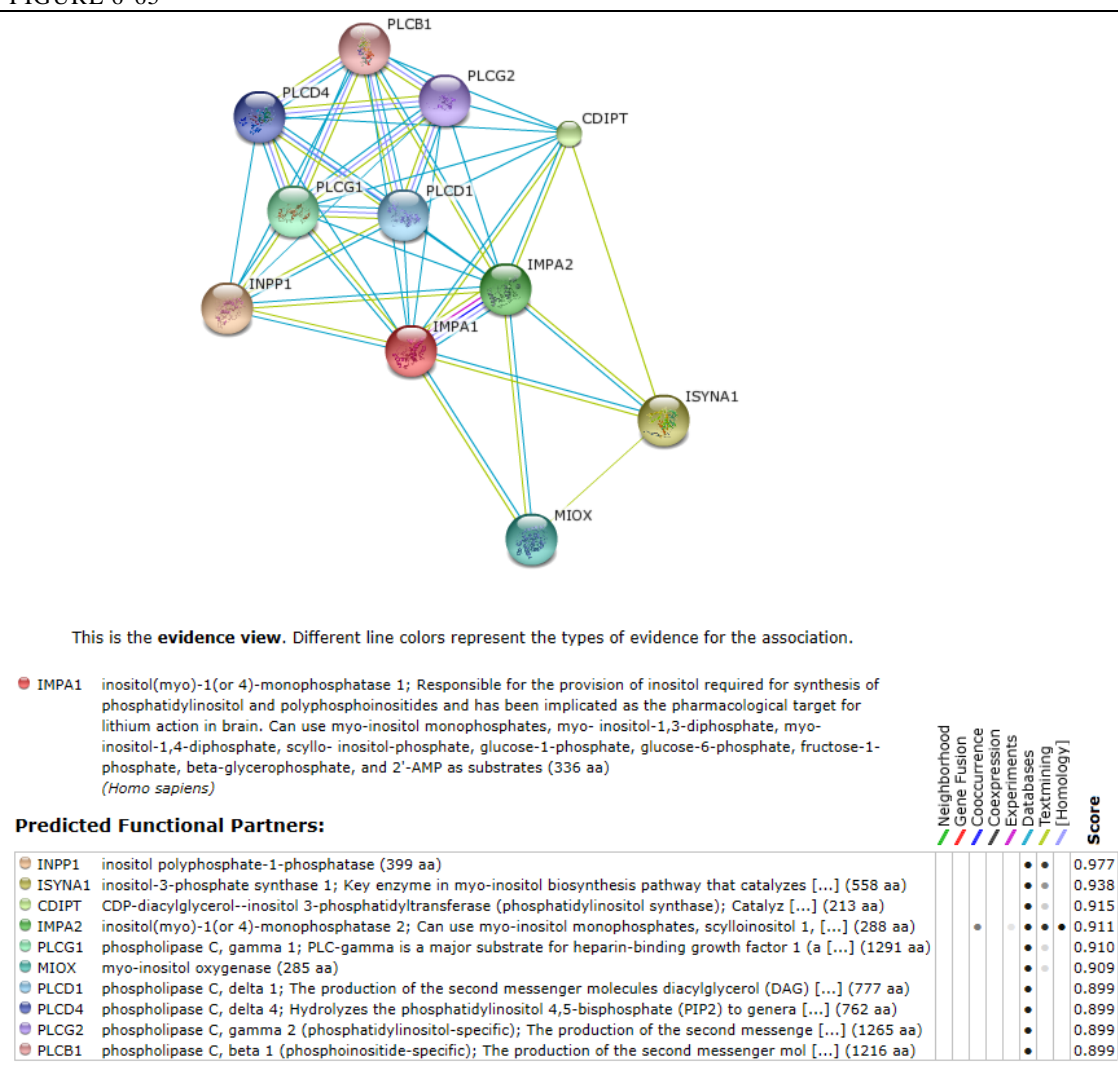 PLCB1
PLCG2
PLCD4
CDIPT
PLCG1
PLCD1
IMPA2
INPP1
IMPA1
ISYNA1
MIOX
This is the evidence view. Different line colors represent the types of evidence for the association.
IMPA1 inositol(myo)-1(or 4)-monophosphatase 1; Responsible for the provision of inositol required for synthesis of
phosphatidylinositol and polyphosphoinositides and has been implicated as the pharmacological target for
lithium action in brain. Can use myo-inositol monophosphates, myo- inositol-1,3-diphosphate, myo-
inositol-1,4-diphosphate, scyllo- inositol-phosphate, glucose-1-phosphate, glucose-6-phosphate, fructose-1-
phosphate, beta-glycerophosphate, and 2'-AMP as substrates (336 aa)
(Homo sapiens)
Neighborhood
Gene Fusion
Cooccurrence
Coexpression
Experiments
Databases
Textmining
[Homology]
Score
Predicted Functional Partners:
INPP1 inositol polyphosphate-1-phosphatase (399 aa) 0.977
ISYNA1 inositol-3-phosphate synthase 1; Key enzyme in myo-inositol biosynthesis pathway that catalyzes [...] (558 aa) 0.938
CDIPT CDP-diacylglycerol--inositol 3-phosphatidyltransferase (phosphatidylinositol synthase); Catalyz [...] (213 aa) 0.915
IMPA2 inositol(myo)-1(or 4)-monophosphatase 2; Can use myo-inositol monophosphates, scylloinositol 1, [...] (288 aa) 0.911
PLCG1 phospholipase C, gamma 1; PLC-gamma is a major substrate for heparin-binding growth factor 1 (a [...] (1291 aa) 0.910
MIOX myo-inositol oxygenase (285 aa) 0.909
PLCD1 phospholipase C, delta 1; The production of the second messenger molecules diacylglycerol (DAG) [...] (777 aa) 0.899
PLCD4 phospholipase C, delta 4; Hydrolyzes the phosphatidylinositol 4,5-bisphosphate (PIP2) to genera [...] (762 aa) 0.899
PLCG2 phospholipase C, gamma 2 (phosphatidylinositol-specific); The production of the second messenge [...] (1265 aa) 0.899
PLCB1 phospholipase C, beta 1 (phosphoinositide-specific); The production of the second messenger mol [...] (1216 aa) 0.899